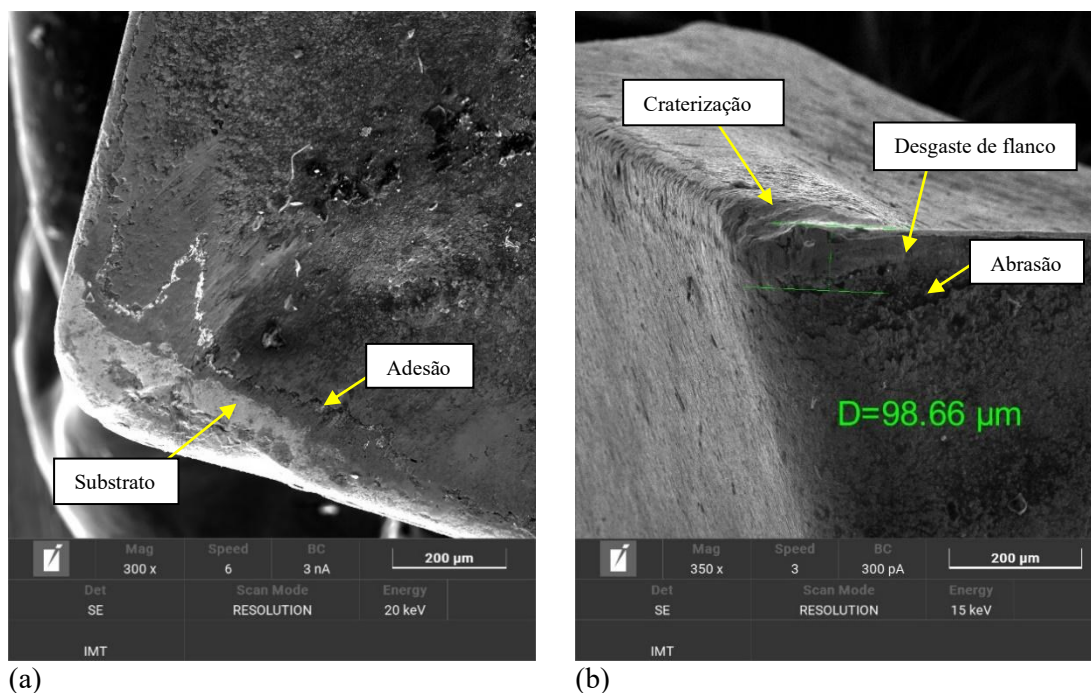 Adesão
Substrato
Mag Speed BC
300 x 6 3 nA
200 μm
Det Scan Mode Energy
SE RESOLUTION 20 keV
IMT
(a)
Craterização
Desgaste de flanco
Abrasão
D=98.66 μm
Mag Speed BC
350 x 3 300 pA
200 μm
Det Scan Mode Energy
SE RESOLUTION 15 keV
IMT
(b)